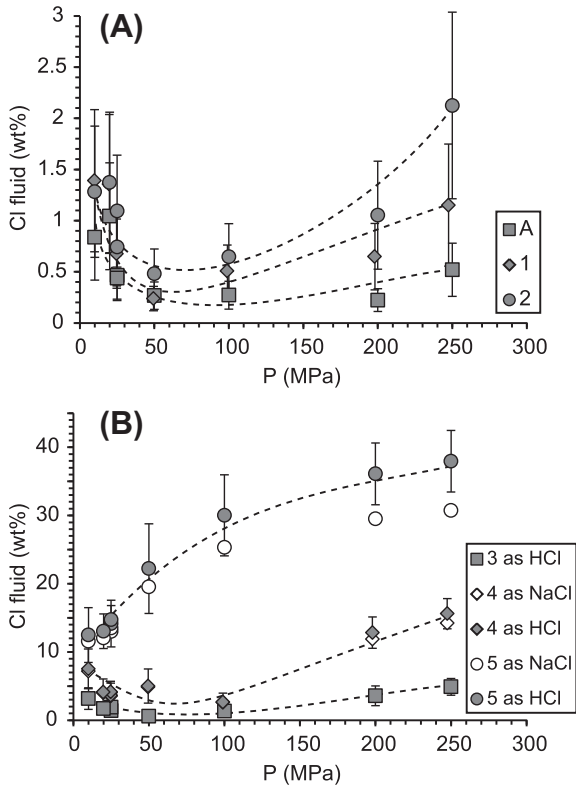 (A)
Cl fluid (wt%)
3
2.5
2
1.5
1
0.5
0
0 50 100 150 200 250 300
P (MPa)
A
1
2
(B)
Cl fluid (wt%)
40
30
20
10
0
0 50 100 150 200 250 300
P (MPa)
3 as HCl
4 as NaCl
4 as HCl
5 as NaCl
5 as HCl